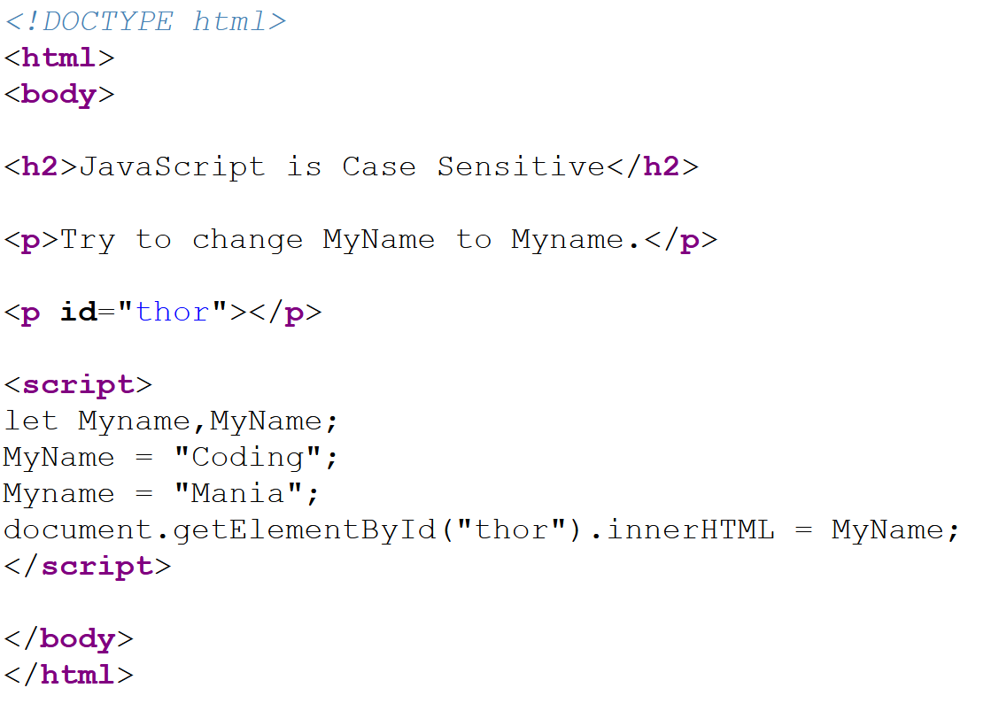 <!DOCTYPE html>
<html>
<body>
<h2>JavaScript is Case Sensitive</h2>
<p>Try to change MyName to Myname.</p>
<p id="thor"></p>
<script>
let Myname,MyName;
MyName = "Coding";
Myname = "Mania";
document.getElementById("thor").innerHTML = MyName;
</script>
</body>
</html>